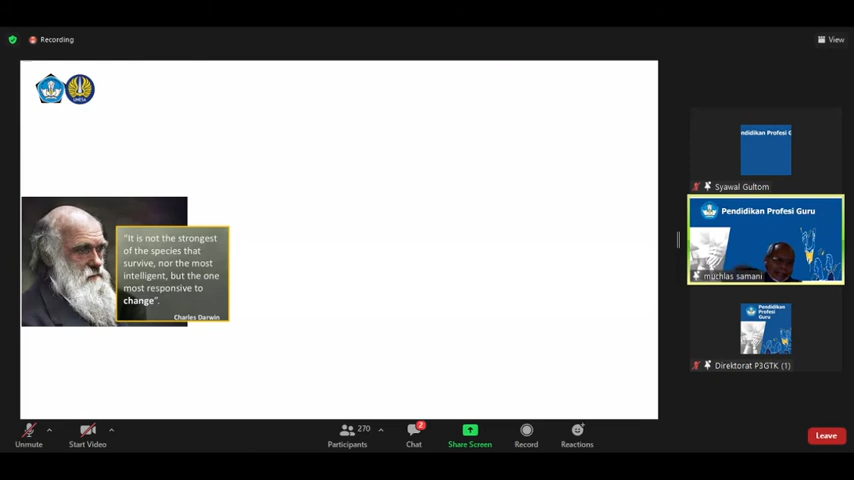 Recording
View
UNESA
"It is not the strongest
of the species that
survive, nor the most
intelligent, but the one
most responsive to
change".
Charles Darwin
endidikan Profesi G
Syawal Gultom
Pendidikan Profesi Guru
muchlas samani
Pendidikan
Profesi
Guru
Direktorat P3GTK (1)
Unmute
Start Video
270
Participants
2
Chat
Share Screen
Record
Reactions
Leave